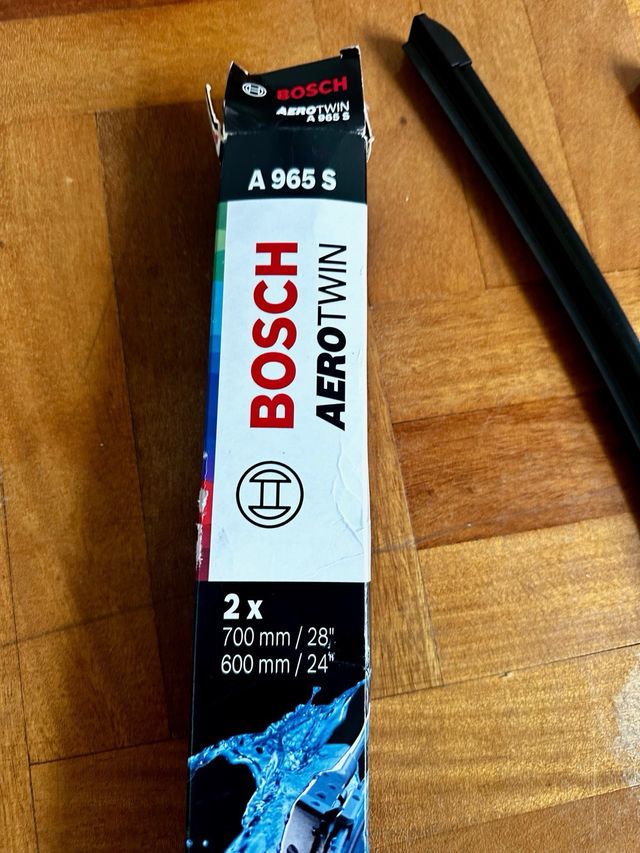 BOSCH
AEROTWIN
A 965 S
A 965 S
BOSCH
AEROTWIN
2 x
700 mm / 28"
600 mm / 24"